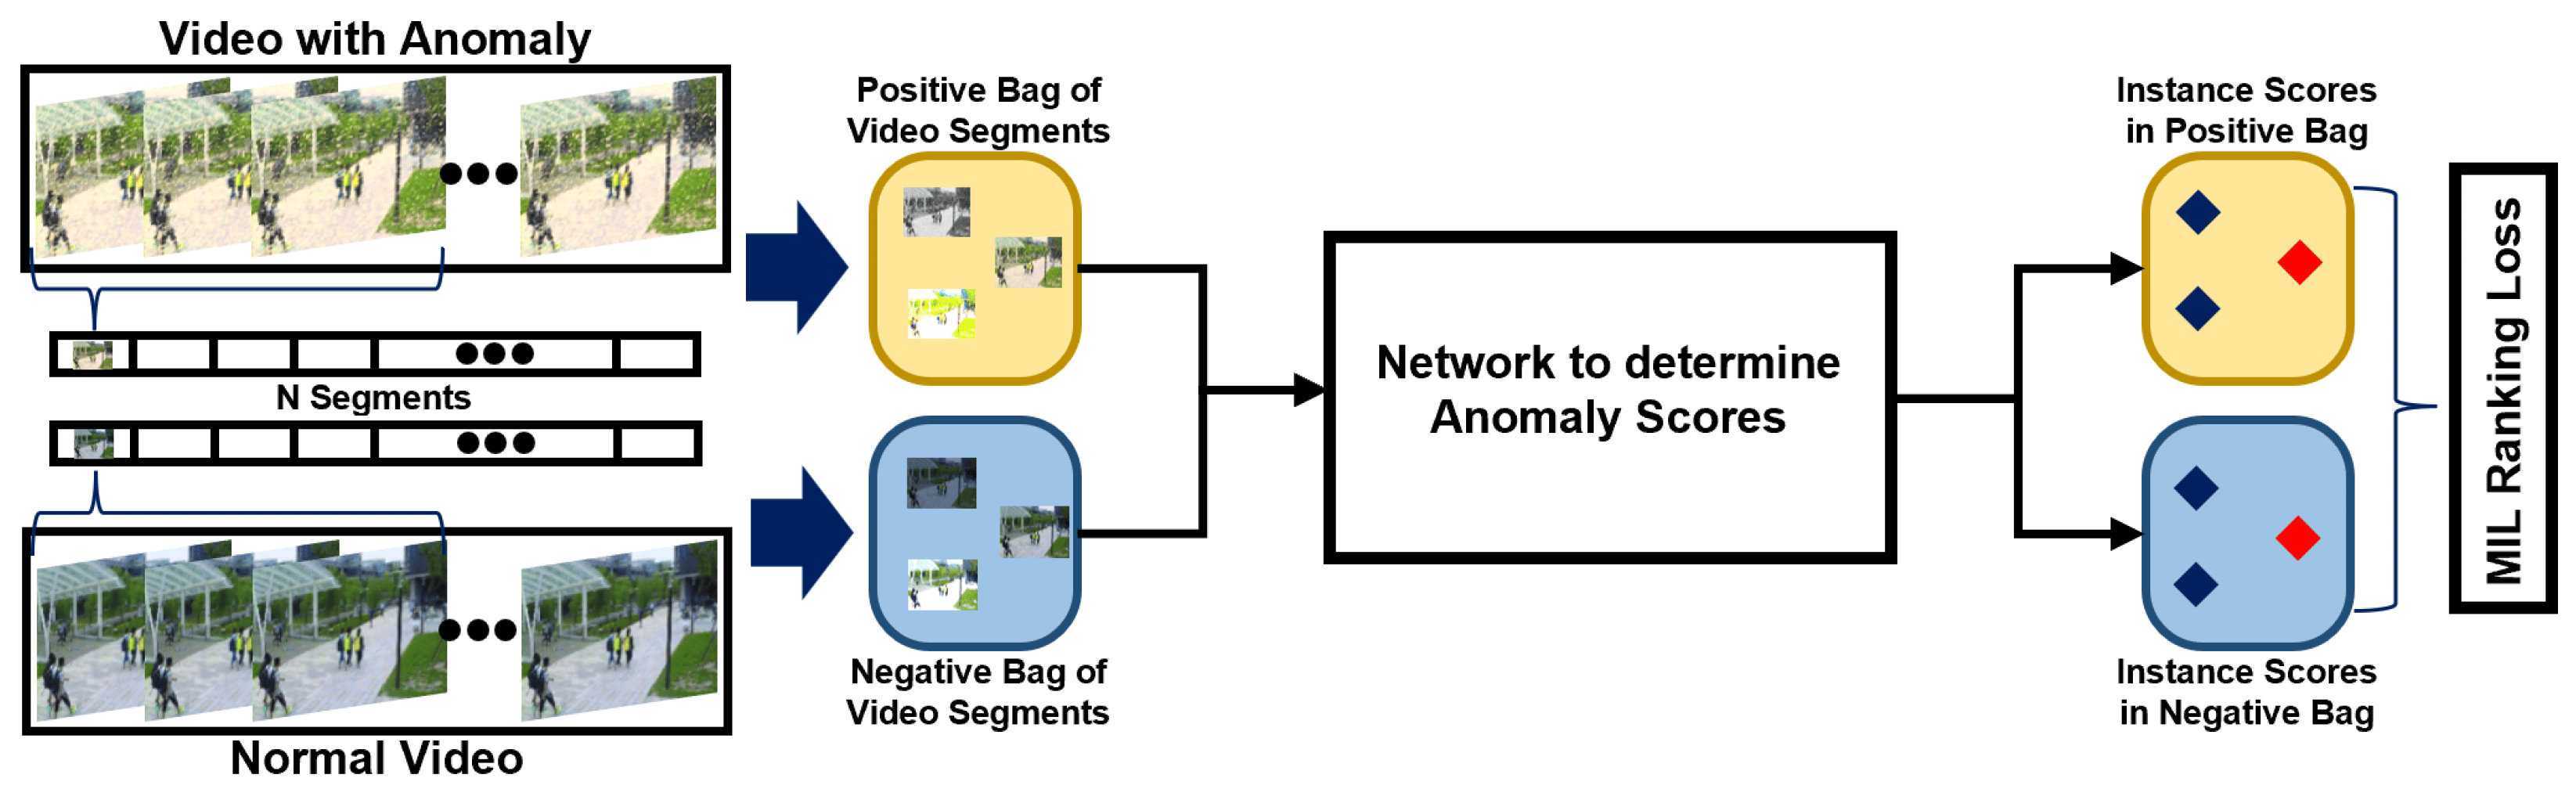 Video with Anomaly
N Segments
Normal Video
Positive Bag of
Video Segments
Negative Bag of
Video Segments
Network to determine
Anomaly Scores
Instance Scores
in Positive Bag
Instance Scores
in Negative Bag
MIL Ranking Loss